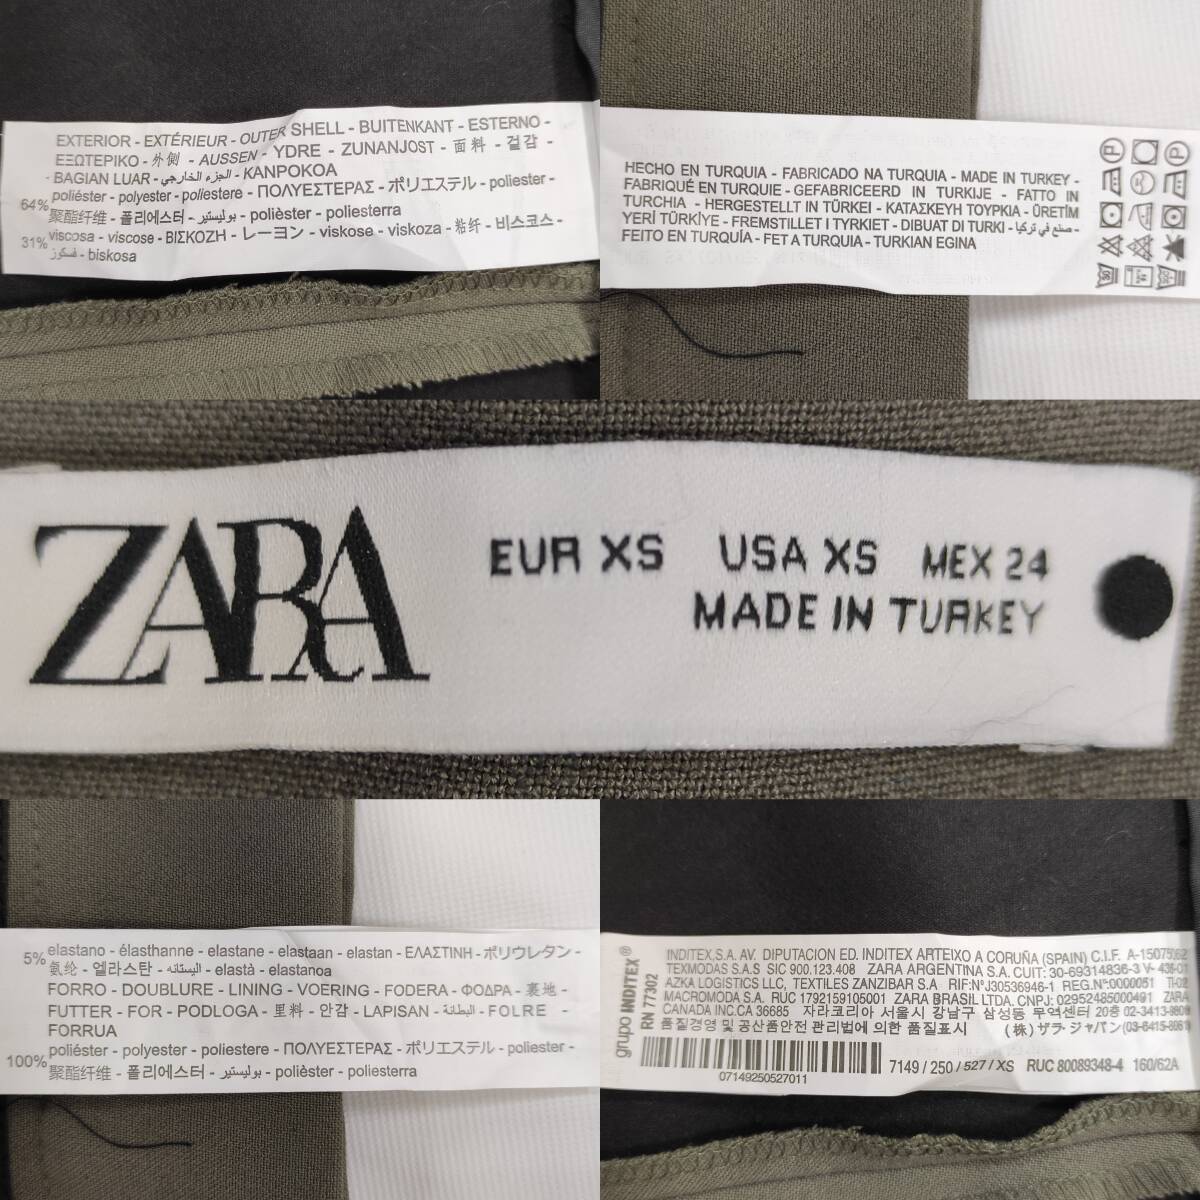 EXTERIOR - EXTÉRIEUR - OUTER SHELL - BUITENKANT - ESTERNO -
ΕΞΩΤΕΡΙΚΟ - 外側 - AUSSEN - YDRE - ZUNANJOST - 面料 - 겉감 -
BAGIAN LUAR - الجزء الخارجي - KANPOKOA
64% poliéster - polyester - poliestere - ΠΟΛΥΕΣΤΕΡΑΣ - ポリエステル - poliester -
聚酯纤维 - 폴리에스터 - بوليستير - polièster - poliesterra
31% viscosa - viscose - ΒΙΣΚΟΖΗ - レーヨン - viskose - viskoza - 粘纤 - 비스코스 -
فسكوز - biskosa
HECHO EN TURQUIA - FABRICADO NA TURQUIA - MADE IN TURKEY -
FABRIQUÉ EN TURQUIE - GEFABRICEERD IN TURKIJE - FATTO IN
TURCHIA - HERGESTELLT IN TÜRKEI - ΚΑΤΑΣΚΕΥΗ ΤΟΥΡΚΙΑ - ÜRETİM
YERİ TÜRKİYE - FREMSTILLET I TYRKIET - DIBUAT DI TURKI - صنع في تركيا -
FEITO EN TURQUÍA - FET A TURQUIA - TURKIAN EGINA
ZARA
EUR XS USA XS MEX 24
MADE IN TURKEY
5% elastano - élasthanne - elastane - elastaan - elastan - ΕΛΑΣΤΙΝΗ - ポリウレタン -
氨纶 - 엘라스탄 - اليستانه - elastà - elastanoa
FORRO - DOUBLURE - LINING - VOERING - FODERA - ΦΟΔΡΑ - 裏地 -
FUTTER - FOR - PODLOGA - 里料 - 안감 - LAPISAN - البطانة - FOLRE -
FORRUA
100% poliéster - polyester - poliestere - ΠΟΛΥΕΣΤΕΡΑΣ - ポリエステル - poliester -
聚酯纤维 - 폴리에스터 - بوليستير - polièster - poliesterra
grupo INDITEX®
RN 77302
INDITEX,S.A. AV. DIPUTACION ED. INDITEX ARTEIXO A CORUÑA (SPAIN) C.I.F. A-15075062
TEXMODAS S.A.S SIC 900.123.408 ZARA ARGENTINA S.A. CUIT: 30-69314836-3 V- 436-01
AZKA LOGISTICS LLC, TEXTILES ZANZIBAR S.A RIF:N°J30536946-1 REG.N°:0000051
MACROMODA S.A. RUC 1792159105001 ZARA BRASIL LTDA. CNPJ: 02952485000491 ZARA
CANADA INC.CA 36685 자라코리아 서울시 강남구 삼성동 무역센터 20층 02-3413-
품질경영 및 공산품안전 관리법에 의한 품질표시 (株) ザラ・ジャパン
07149250527011
7149 / 250 / 527 / XS RUC 80089348-4 160/62A